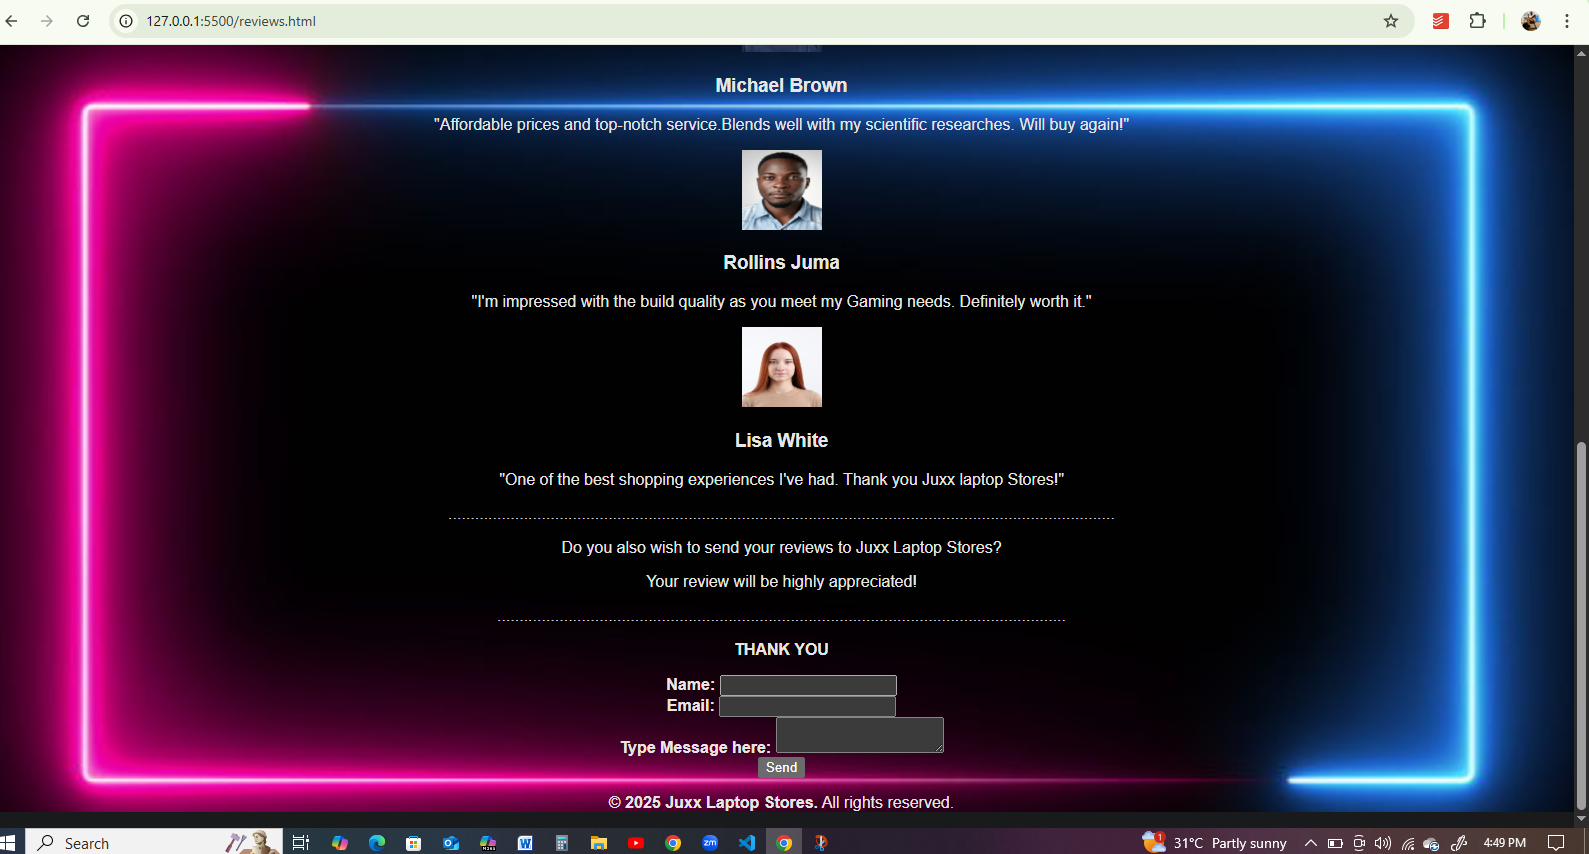 127.0.0.1:5500/reviews.html
Michael Brown
"Affordable prices and top-notch service.Blends well with my scientific researches. Will buy again!"
Rollins Juma
"I'm impressed with the build quality as you meet my Gaming needs. Definitely worth it."
Lisa White
"One of the best shopping experiences I've had. Thank you Juxx laptop Stores!"
Do you also wish to send your reviews to Juxx Laptop Stores?
Your review will be highly appreciated!
THANK YOU
Name:
Email:
Type Message here:
Send
© 2025 Juxx Laptop Stores. All rights reserved.
Search
31°C Partly sunny
4:49 PM